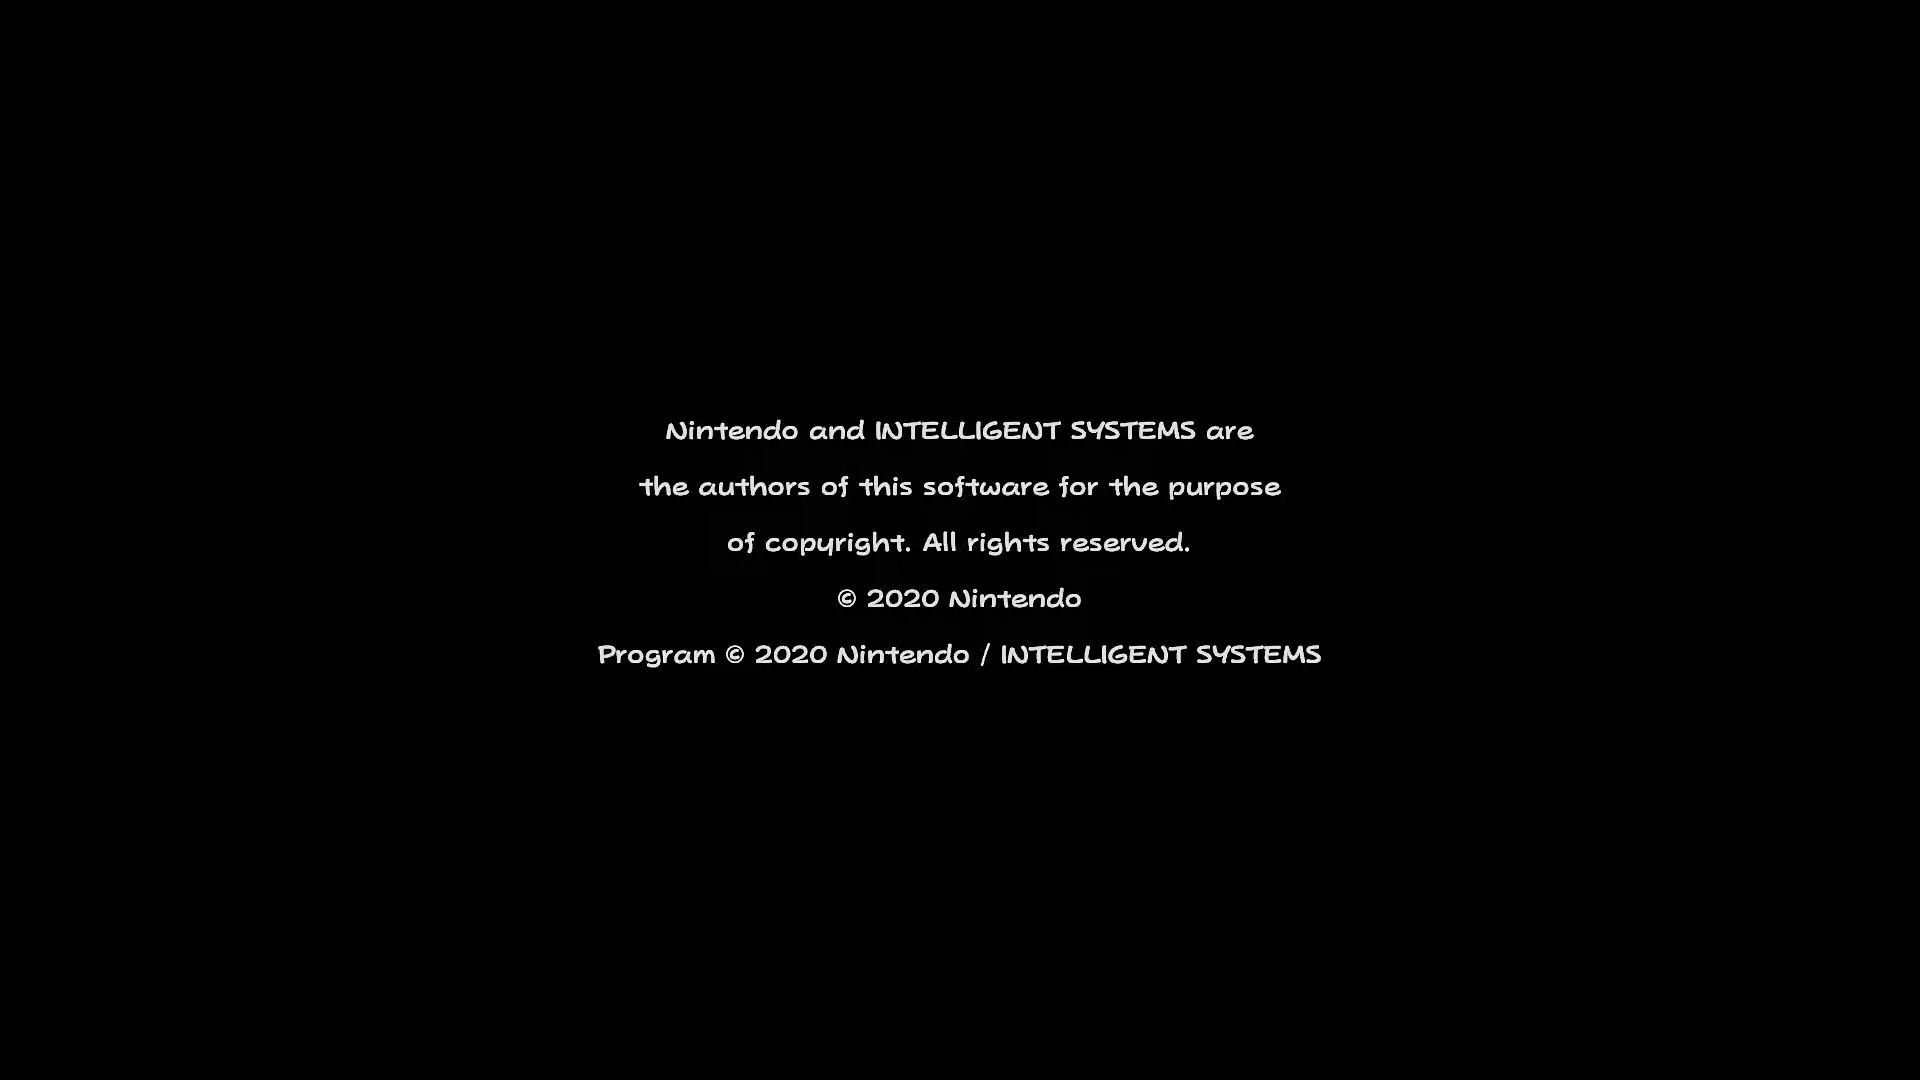 Nintendo and INTELLIGENT SYSTEMS are
the authors of this software for the purpose
of copyright. All rights reserved.
© 2020 Nintendo
Program © 2020 Nintendo / INTELLIGENT SYSTEMS